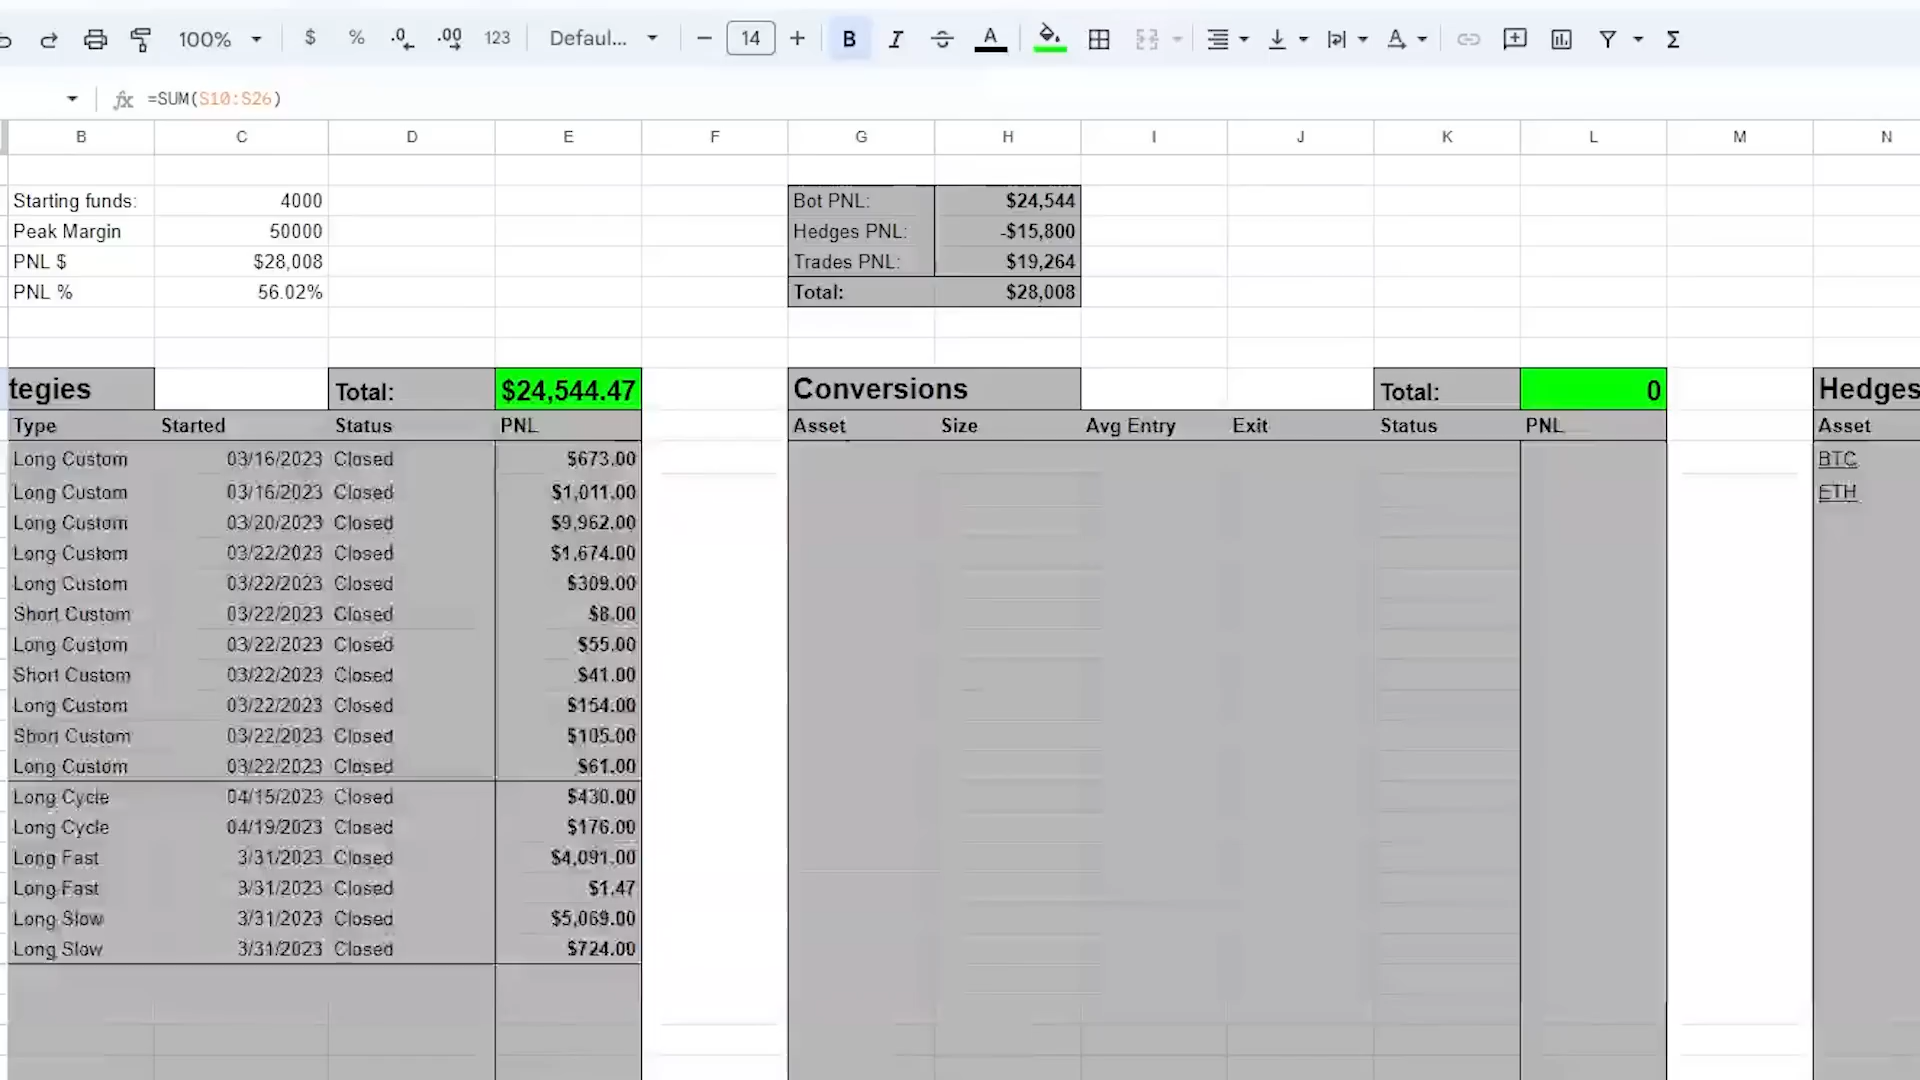 100% $ % .0 .00 123 Defaul... 14 B I A
fx =SUM(S10:S26)
B C D E F G H I J K L M N
Starting funds: 4000 Bot PNL: $24,544
Peak Margin 50000 Hedges PNL: -$15,800
PNL $ $28,008 Trades PNL: $19,264
PNL % 56.02% Total: $28,008
tegies Total: $24,544.47 Conversions Total: 0 Hedges
Type Started Status PNL Asset Size Avg Entry Exit Status PNL Asset
Long Custom 03/16/2023 Closed $673.00 BTC
Long Custom 03/16/2023 Closed $1,011.00 ETH
Long Custom 03/20/2023 Closed $9,962.00
Long Custom 03/22/2023 Closed $1,674.00
Long Custom 03/22/2023 Closed $309.00
Short Custom 03/22/2023 Closed $8.00
Long Custom 03/22/2023 Closed $55.00
Short Custom 03/22/2023 Closed $41.00
Long Custom 03/22/2023 Closed $154.00
Short Custom 03/22/2023 Closed $105.00
Long Custom 03/22/2023 Closed $61.00
Long Cycle 04/15/2023 Closed $430.00
Long Cycle 04/19/2023 Closed $176.00
Long Fast 3/31/2023 Closed $4,091.00
Long Fast 3/31/2023 Closed $1.47
Long Slow 3/31/2023 Closed $5,069.00
Long Slow 3/31/2023 Closed $724.00